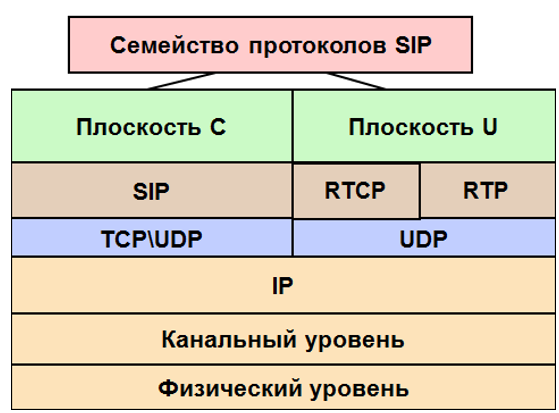 Семейство протоколов SIP
Плоскость C
Плоскость U
SIP
RTCP
RTP
TCP\UDP
UDP
IP
Канальный уровень
Физический уровень